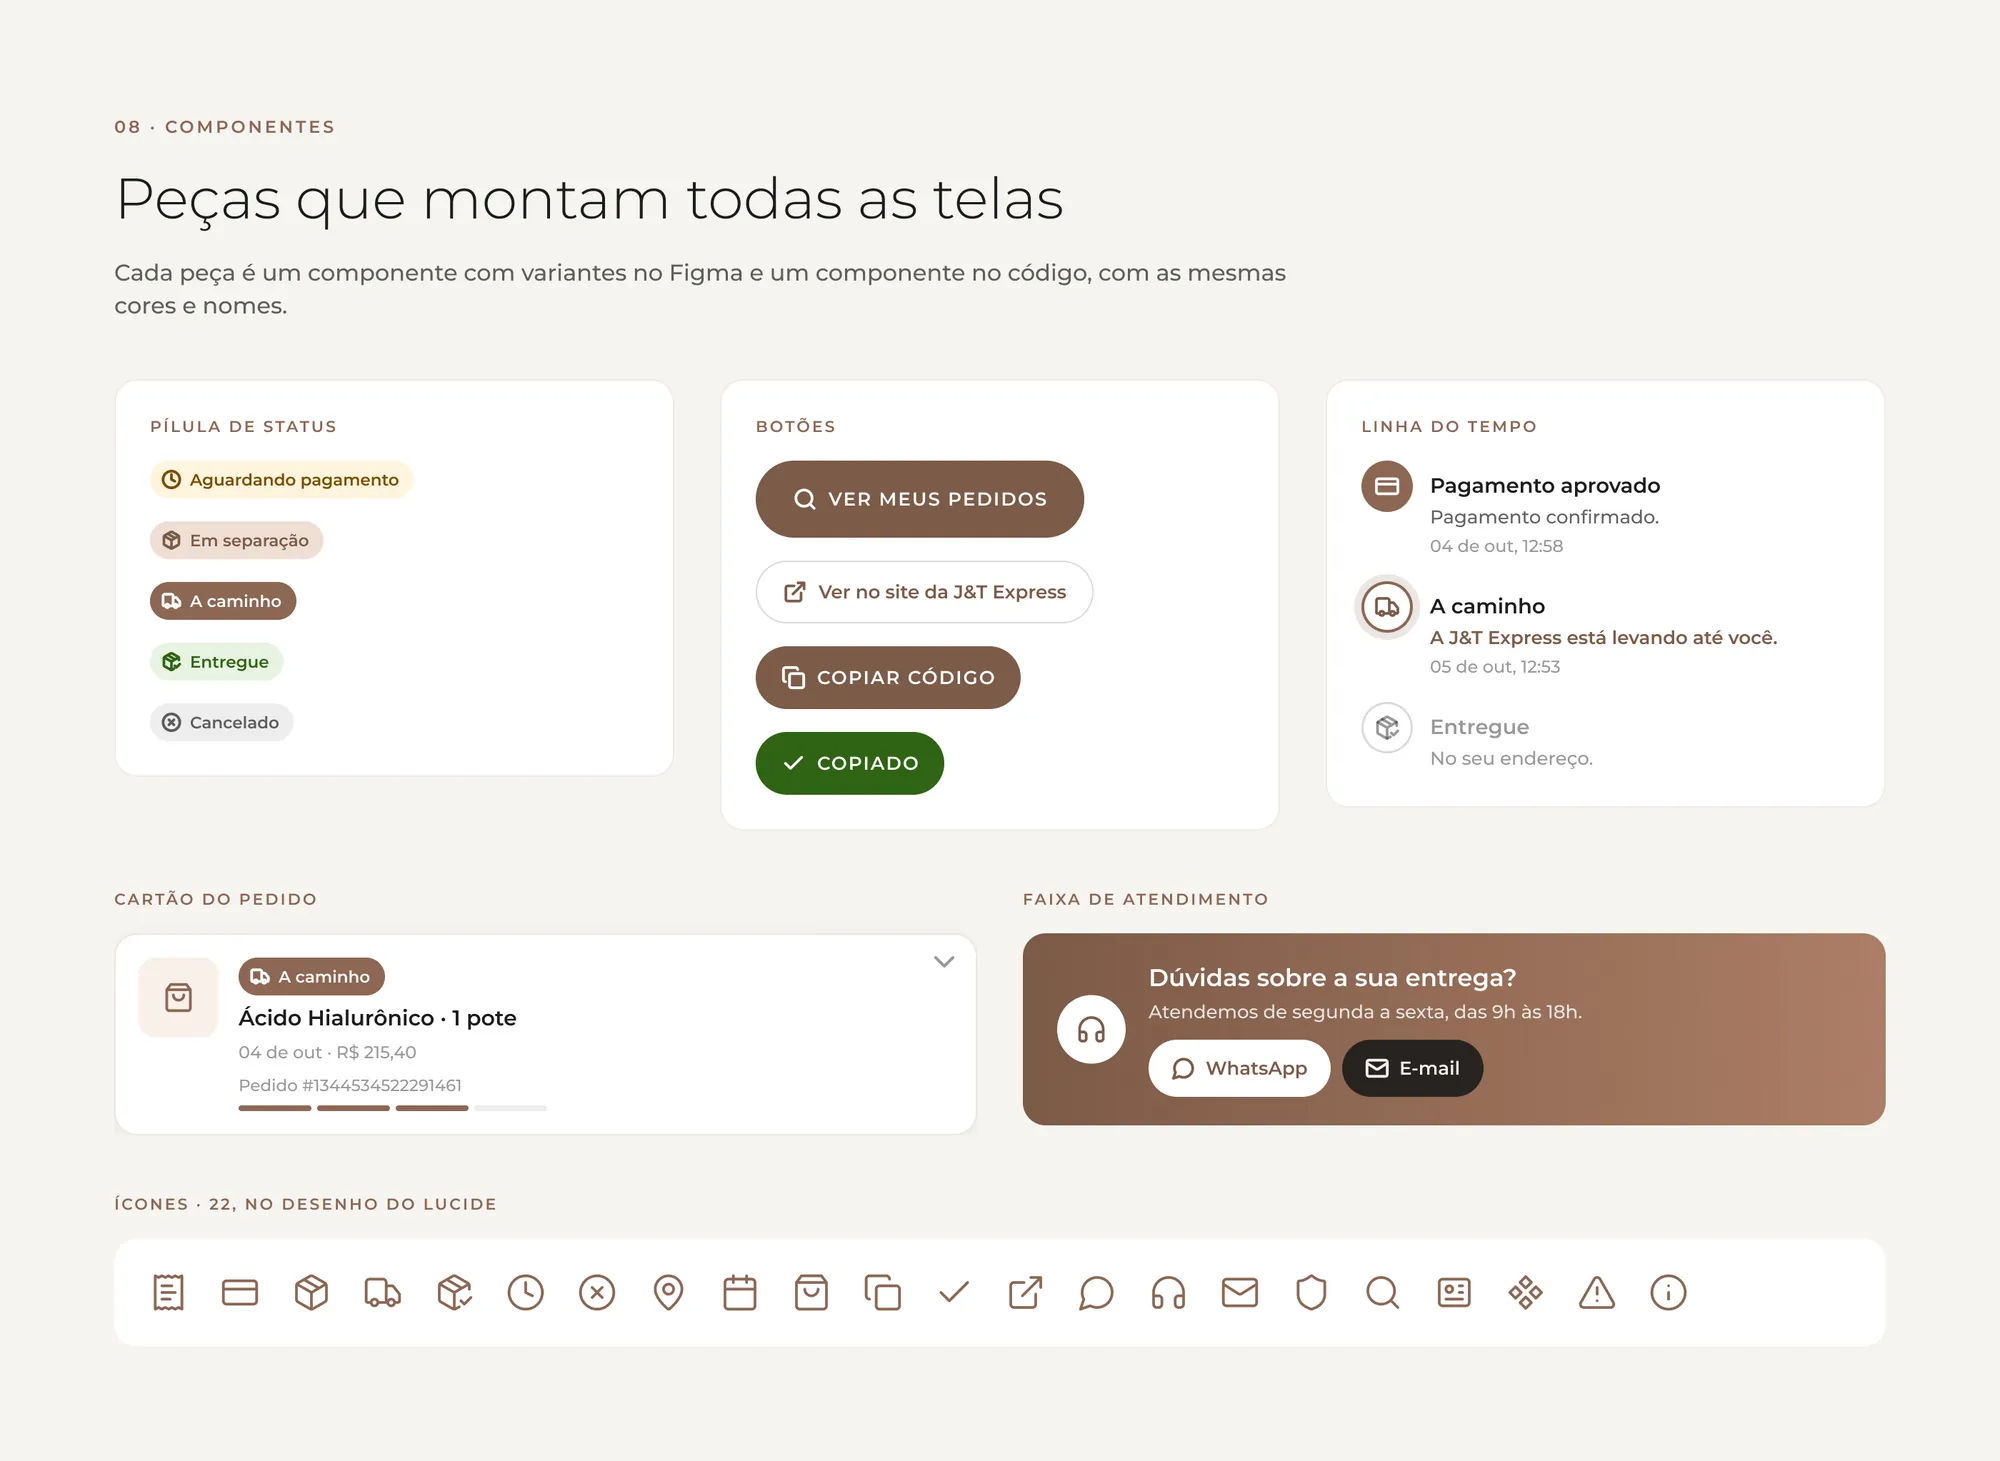 08 · COMPONENTES
Peças que montam todas as telas
Cada peça é um componente com variantes no Figma e um componente no código, com as mesmas
cores e nomes.
PÍLULA DE STATUS
Aguardando pagamento
Em separação
A caminho
Entregue
Cancelado
BOTÕES
VER MEUS PEDIDOS
Ver no site da J&T Express
COPIAR CÓDIGO
COPIADO
LINHA DO TEMPO
Pagamento aprovado
Pagamento confirmado.
04 de out, 12:58
A caminho
A J&T Express está levando até você.
05 de out, 12:53
Entregue
No seu endereço.
CARTÃO DO PEDIDO
A caminho
Ácido Hialurônico · 1 pote
04 de out · R$ 215,40
Pedido #1344534522291461
FAIXA DE ATENDIMENTO
Dúvidas sobre a sua entrega?
Atendemos de segunda a sexta, das 9h às 18h.
WhatsApp
E-mail
ÍCONES · 22, NO DESENHO DO LUCIDE